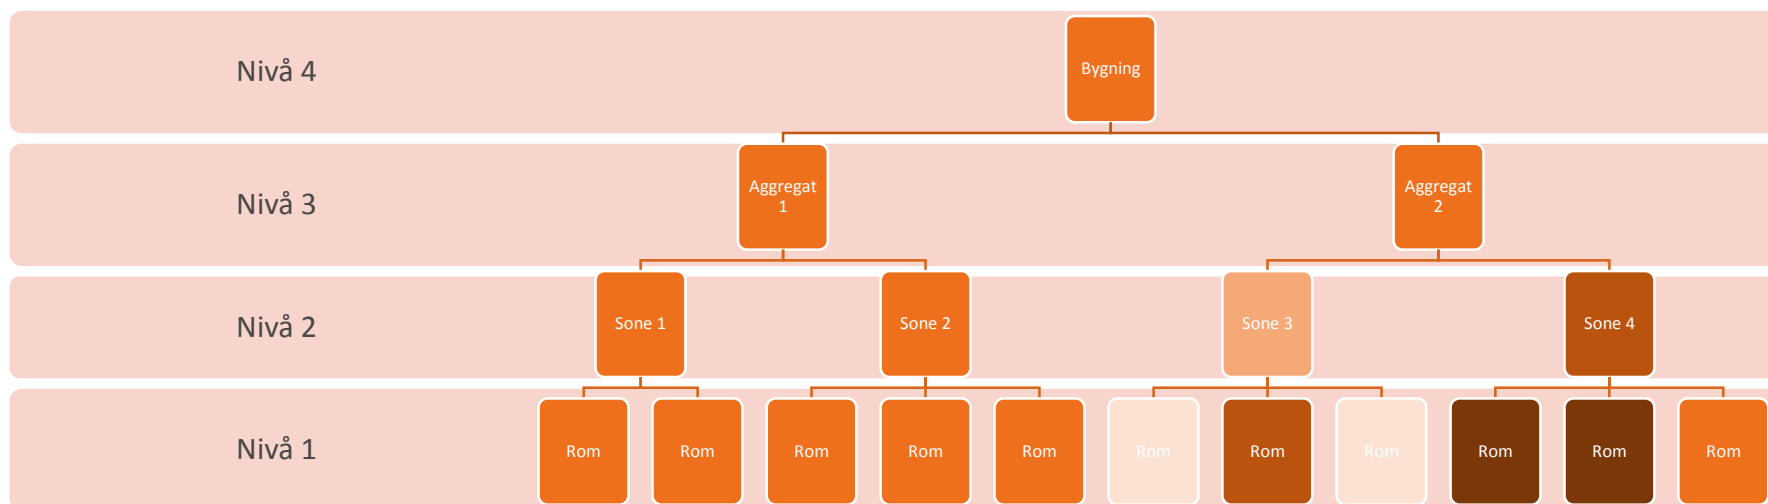 Nivå 4
Bygning
Nivå 3
Aggregat
1
Aggregat
2
Nivå 2
Sone 1
Sone 2
Sone 3
Sone 4
Nivå 1
Rom
Rom
Rom
Rom
Rom
Rom
Rom
Rom
Rom
Rom
Rom